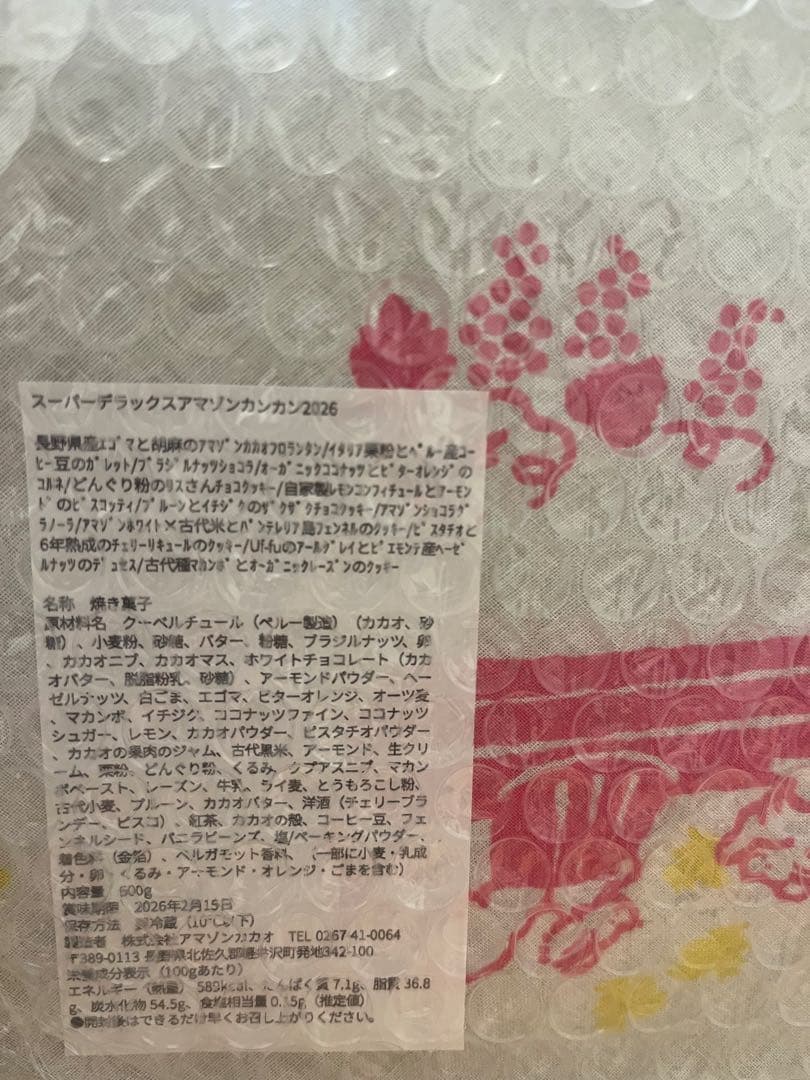 スーパーデラックスアマゾンカンカン2026
長野県産ｴｺﾞﾏと胡麻のｱﾏｿﾞﾝｶｶｵﾌﾛﾗﾝﾀﾝ/ｲﾀﾘｱ栗粉とﾍﾟﾙｰ産ｺｰ
ﾋｰ豆のｶﾞﾚｯﾄ/ﾌﾞﾗｼﾞﾙﾅｯﾂｼｮｺﾗ/ｵｰｶﾞﾆｯｸｺｺﾅｯﾂとﾋﾞﾀｰｵﾚﾝｼﾞの
ｺﾙﾈ/どんぐり粉のﾘｽさんﾁｮｺｸｯｷｰ/自家製ﾚﾓﾝｺﾝﾌｨﾁｭｰﾙとｱｰﾓﾝ
ﾄﾞのﾋﾞｽｺｯﾃｨ/ﾌﾟﾙｰﾝとｲﾁｼﾞｸのｻﾞｸｻﾞｸﾁｮｺｸｯｷｰ/ｱﾏｿﾞﾝｼｮｺﾗｸﾞ
ﾗﾉｰﾗ/ｱﾏｿﾞﾝﾎﾜｲﾄ×古代米とﾊﾟﾝﾃﾚﾘｱ島ﾌｪﾝﾈﾙのｸｯｷｰ/ﾋﾟｽﾀﾁｵと
6年熟成のﾁｪﾘｰﾘｷｭｰﾙのｸｯｷｰ/Uf-fuのｱｰﾙｸﾞﾚｲとﾋﾟｴﾓﾝﾃ産ﾍｰｾﾞ
ﾙﾅｯﾂのﾃﾞｭｾｽ/古代種ﾏｶﾝﾎﾞとｵｰｶﾞﾆｯｸﾚｰｽﾞﾝのｸｯｷｰ
名称　焼き菓子
原材料名　クーベルチュール（ペルー製造）（カカオ、砂
糖）、小麦粉、砂糖、バター、粉糖、ブラジルナッツ、卵
、カカオニブ、カカオマス、ホワイトチョコレート（カカ
オバター、脱脂粉乳、砂糖）、アーモンドパウダー、ヘー
ゼルナッツ、白ごま、エゴマ、ビターオレンジ、オーツ麦
、マカンボ、イチジク、ココナッツファイン、ココナッツ
シュガー、レモン、カカオパウダー、ピスタチオパウダー
、カカオの果肉のジャム、古代黒米、アーモンド、生クリ
ーム、栗粉、どんぐり粉、くるみ、クプアスニブ、マカン
ボペースト、レーズン、牛乳、ライ麦、とうもろこし粉、
古代小麦、プルーン、カカオバター、洋酒（チェリーブラ
ンデー、ピスコ）、紅茶、カカオの殻、コーヒー豆、フェ
ンネルシード、バニラビーンズ、塩/ベーキングパウダー、
着色料（金箔）、ベルガモット香料、（一部に小麦・乳成
分・卵・くるみ・アーモンド・オレンジ・ごまを含む）
内容量　600g
賞味期限　2026年2月15日
保存方法　要冷蔵（10℃以下）
製造者　株式会社アマゾンカカオ　TEL 0267-41-0064
〒389-0113 長野県北佐久郡軽井沢町発地342-100
栄養成分表示（100gあたり）
エネルギー（熱量） 589kcal、たんぱく質 7.1g、脂質 36.8
g、炭水化物 54.5g、食塩相当量 0.15g（推定値）
●開封後はできるだけ早くお召し上がりください。